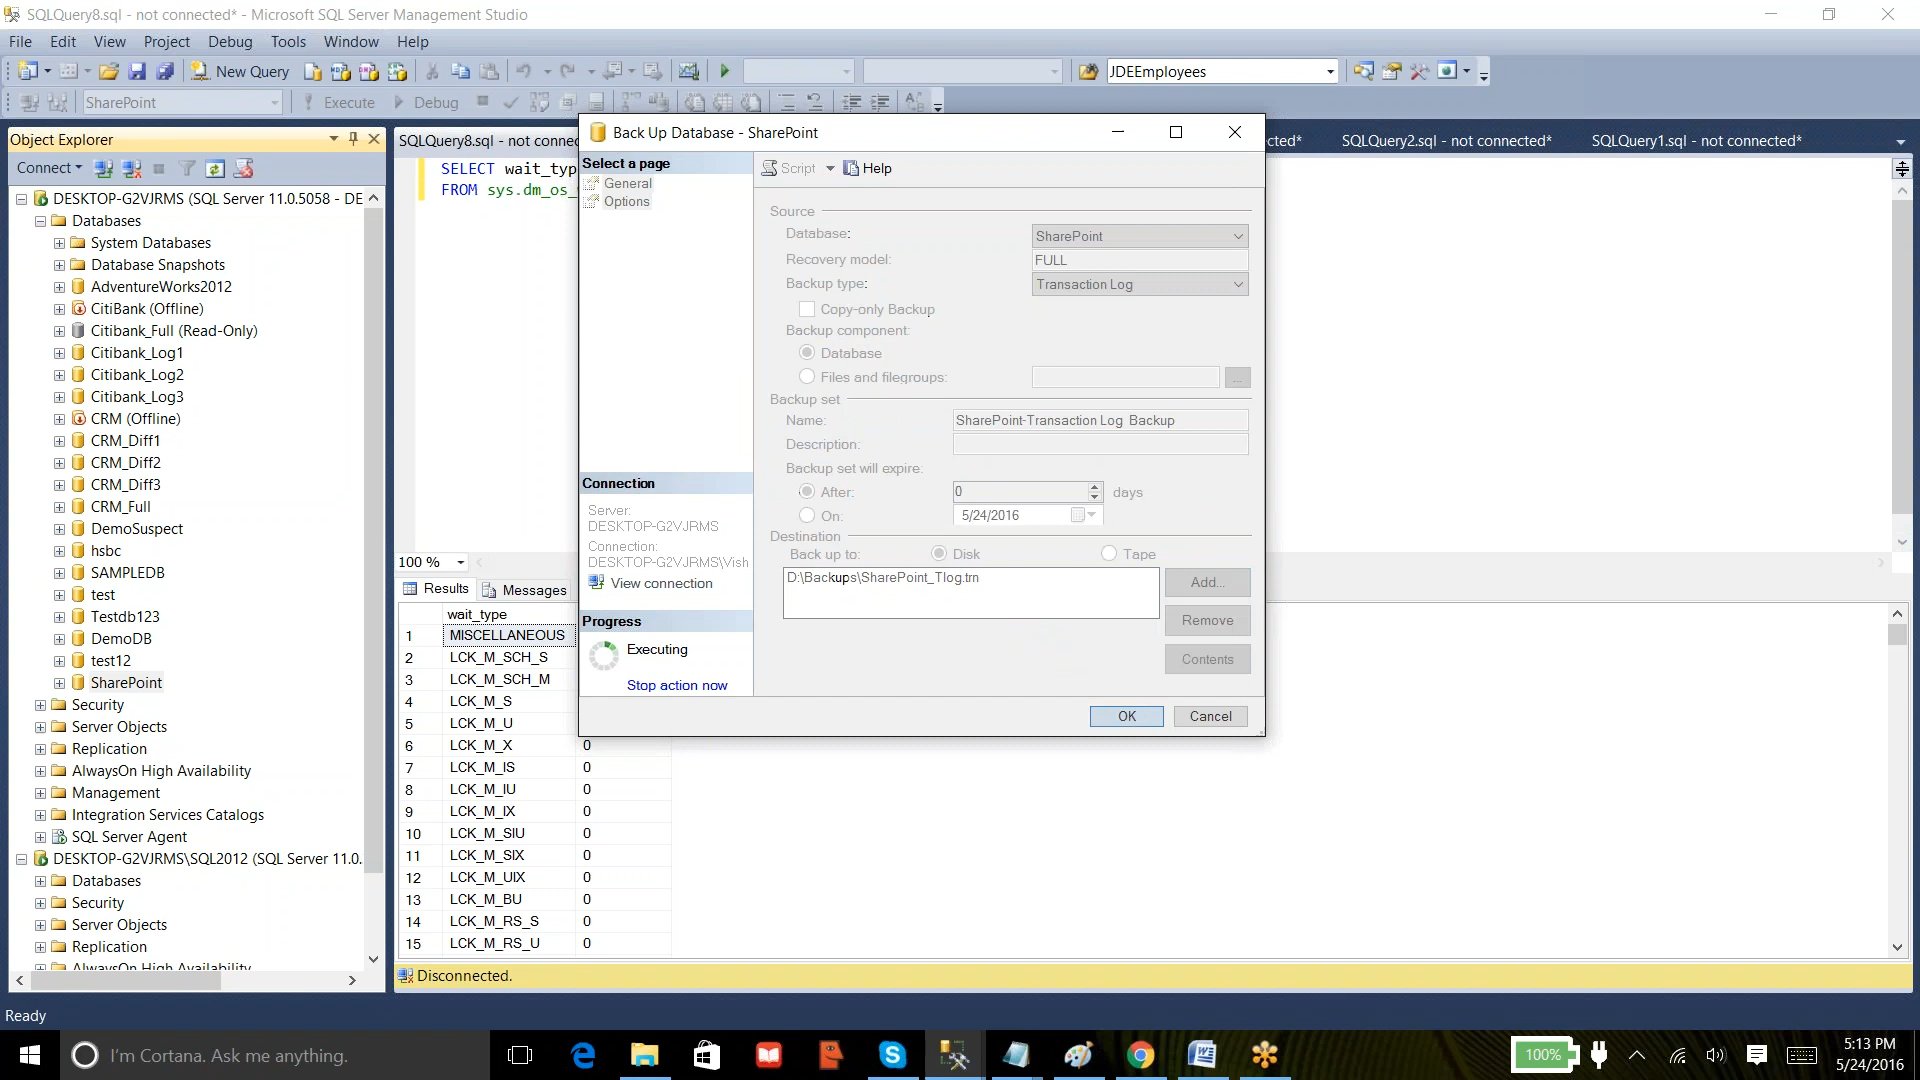 SQLQuery8.sql - not connected* - Microsoft SQL Server Management Studio
File Edit View Project Debug Tools Window Help
New Query JDEEmployees
SharePoint Execute Debug
Object Explorer
Connect
DESKTOP-G2VJRMS (SQL Server 11.0.5058 - DE
Databases
System Databases
Database Snapshots
AdventureWorks2012
CitiBank (Offline)
Citibank_Full (Read-Only)
Citibank_Log1
Citibank_Log2
Citibank_Log3
CRM (Offline)
CRM_Diff1
CRM_Diff2
CRM_Diff3
CRM_Full
DemoSuspect
hsbc
SAMPLEDB
test
Testdb123
DemoDB
test12
SharePoint
Security
Server Objects
Replication
AlwaysOn High Availability
Management
Integration Services Catalogs
SQL Server Agent
DESKTOP-G2VJRMS\SQL2012 (SQL Server 11.0.
Databases
Security
Server Objects
Replication
AlwaysOn High Availability
SQLQuery8.sql - not connec
cted*
SQLQuery2.sql - not connected*
SQLQuery1.sql - not connected*
SELECT wait_typ
FROM sys.dm_os_
100 %
Results Messages
wait_type
1 MISCELLANEOUS
2 LCK_M_SCH_S
3 LCK_M_SCH_M
4 LCK_M_S
5 LCK_M_U
6 LCK_M_X 0
7 LCK_M_IS 0
8 LCK_M_IU 0
9 LCK_M_IX 0
10 LCK_M_SIU 0
11 LCK_M_SIX 0
12 LCK_M_UIX 0
13 LCK_M_BU 0
14 LCK_M_RS_S 0
15 LCK_M_RS_U 0
Disconnected.
Back Up Database - SharePoint
Select a page
General
Options
Connection
Server:
DESKTOP-G2VJRMS
Connection:
DESKTOP-G2VJRMS\Vish
View connection
Progress
Executing
Stop action now
Script Help
Source
Database: SharePoint
Recovery model: FULL
Backup type: Transaction Log
Copy-only Backup
Backup component:
Database
Files and filegroups: ...
Backup set
Name: SharePoint-Transaction Log Backup
Description:
Backup set will expire:
After: 0 days
On: 5/24/2016
Destination
Back up to: Disk Tape
D:\Backups\SharePoint_Tlog.trn
Add...
Remove
Contents
OK Cancel
Ready
I'm Cortana. Ask me anything.
100%
5:13 PM
5/24/2016